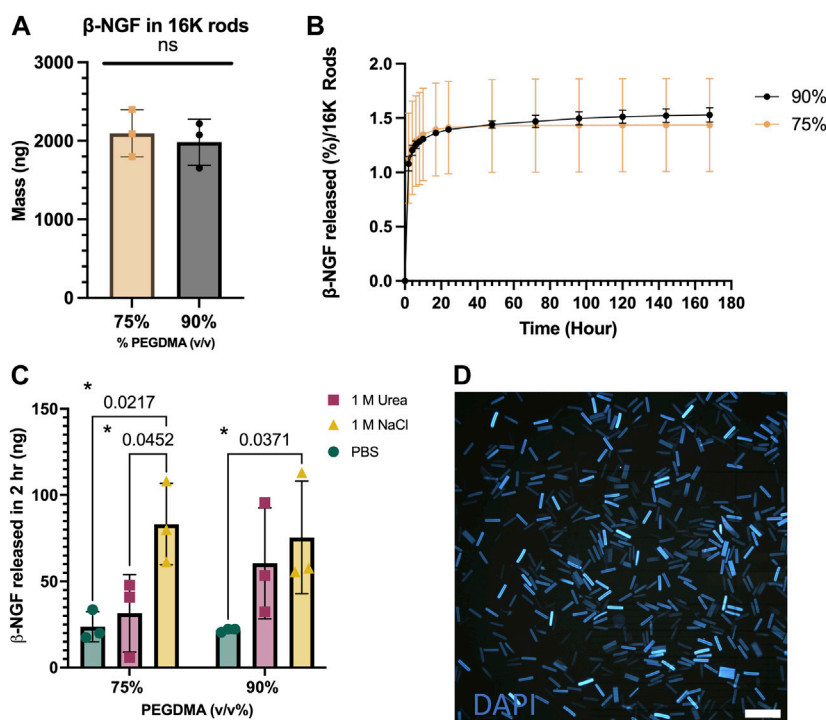 A
β-NGF in 16K rods
ns
Mass (ng)
3000
2000
1000
0
75%
90%
% PEGDMA (v/v)
B
β-NGF released (%)/16K Rods
2.0
1.5
1.0
0.5
0.0
0 20 40 60 80 100 120 140 160 180
Time (Hour)
90%
75%
C
* 0.0217
* 0.0452
* 0.0371
β-NGF released in 2 hr (ng)
150
100
50
0
75%
90%
PEGDMA (v/v%)
1 M Urea
1 M NaCl
PBS
D
DAPI